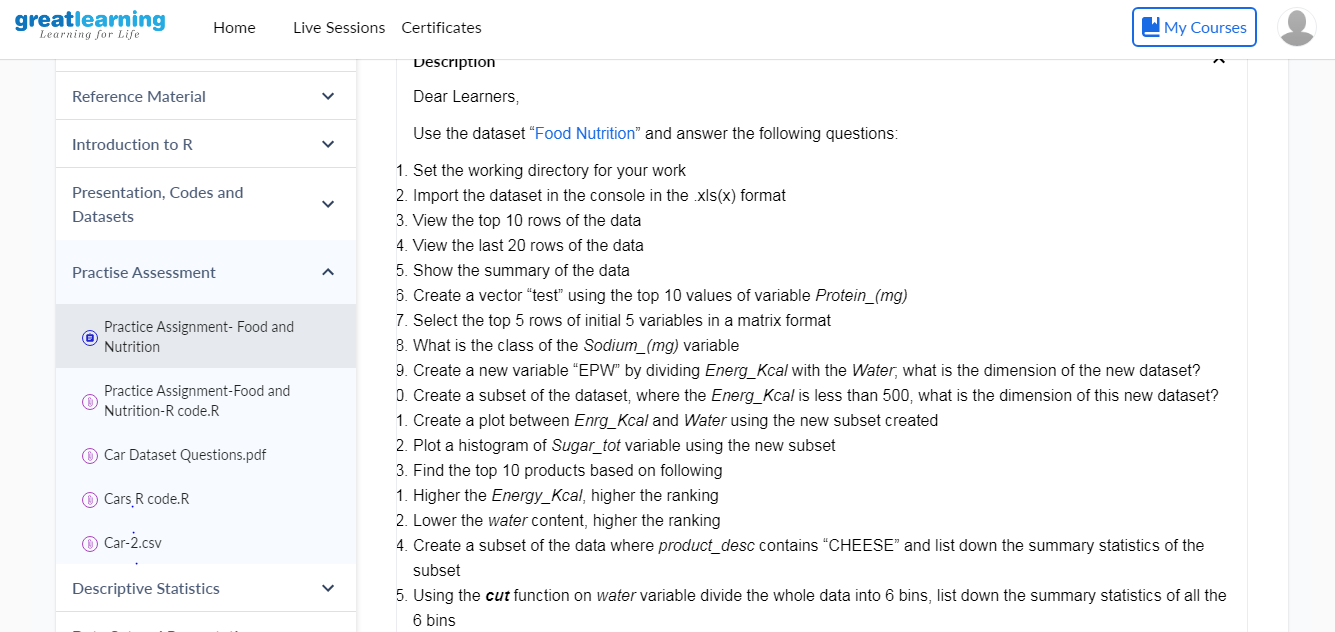 greatlearning
Learning for Life
Home
Live Sessions
Certificates
My Courses
Reference Material
Introduction to R
Presentation, Codes and
Datasets
Practise Assessment
Practice Assignment- Food and
Nutrition
Practice Assignment-Food and
Nutrition-R code.R
Car Dataset Questions.pdf
Cars R code.R
Car-2.csv
Descriptive Statistics
Description
Dear Learners,
Use the dataset “Food Nutrition” and answer the following questions:
1. Set the working directory for your work
2. Import the dataset in the console in the .xls(x) format
3. View the top 10 rows of the data
4. View the last 20 rows of the data
5. Show the summary of the data
6. Create a vector “test” using the top 10 values of variable Protein_(mg)
7. Select the top 5 rows of initial 5 variables in a matrix format
8. What is the class of the Sodium_(mg) variable
9. Create a new variable “EPW” by dividing Energ_Kcal with the Water, what is the dimension of the new dataset?
0. Create a subset of the dataset, where the Energ_Kcal is less than 500, what is the dimension of this new dataset?
1. Create a plot between Enrg_Kcal and Water using the new subset created
2. Plot a histogram of Sugar_tot variable using the new subset
3. Find the top 10 products based on following
1. Higher the Energy_Kcal, higher the ranking
2. Lower the water content, higher the ranking
4. Create a subset of the data where product_desc contains “CHEESE” and list down the summary statistics of the
subset
5. Using the cut function on water variable divide the whole data into 6 bins, list down the summary statistics of all the
6 bins